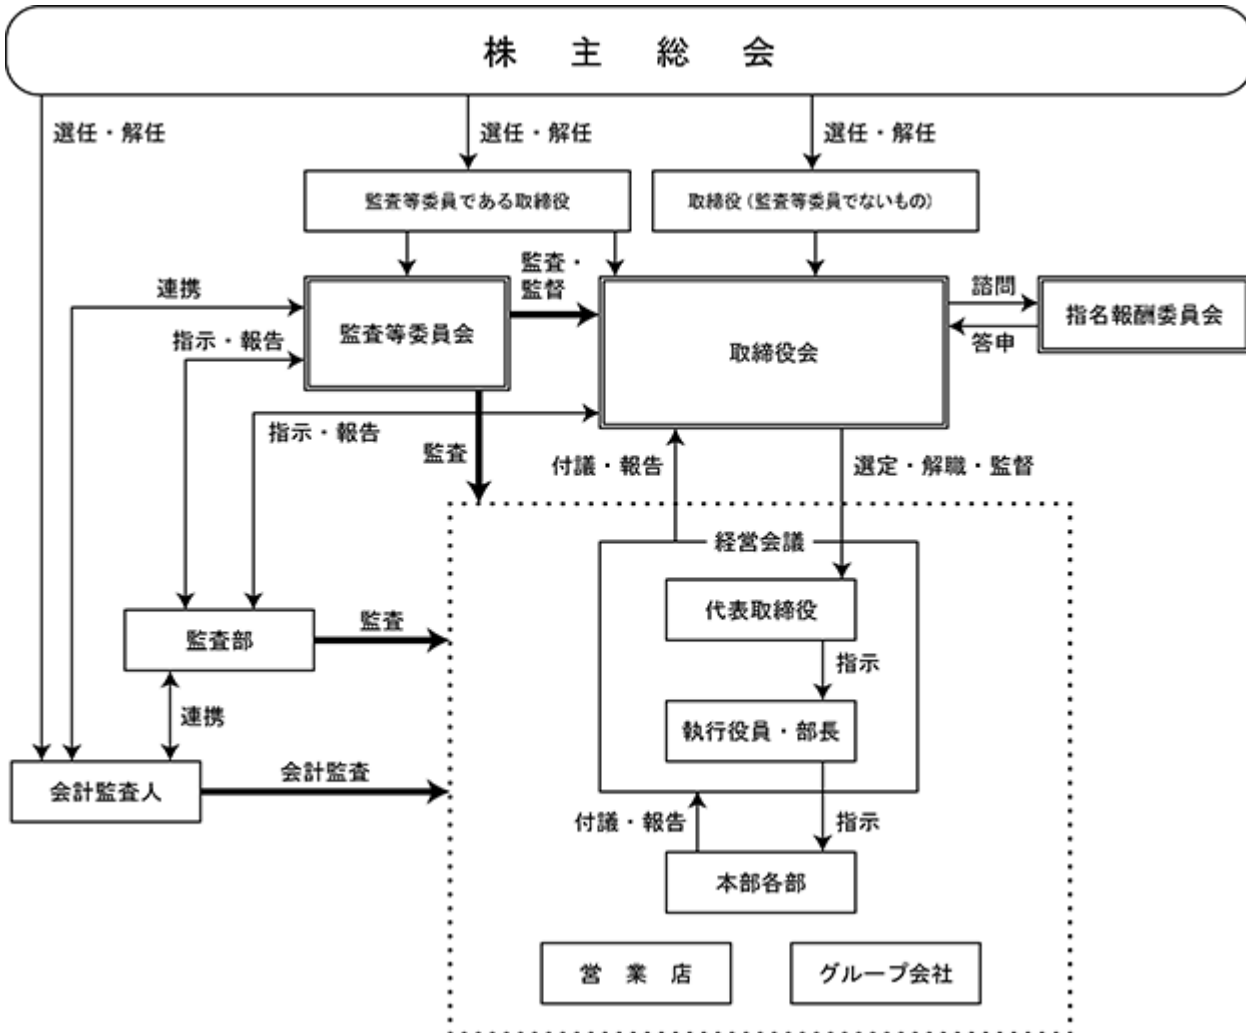 株主総会
選任・解任
選任・解任
選任・解任
監査等委員である取締役
取締役(監査等委員でないもの)
監査・
監督
連携
監査等委員会
取締役会
諮問
指名報酬委員会
答申
指示・報告
指示・報告
監査
付議・報告
選定・解職・監督
経営会議
代表取締役
監査部
監査
指示
連携
執行役員・部長
会計監査人
会計監査
付議・報告
指示
本部各部
営業店
グループ会社